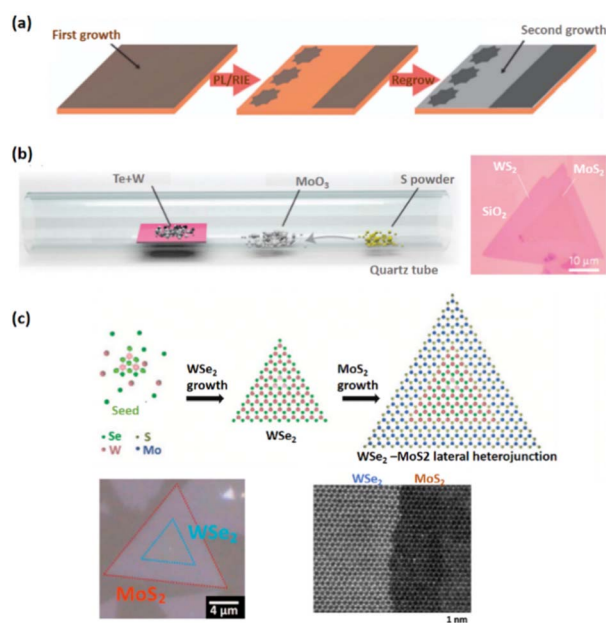 (a)
First growth
PL/RIE
Regrow
Second growth
(b)
Te+W
MoO₃
S powder
Quartz tube
WS₂
MoS₂
SiO₂
10 μm
(c)
Seed
Se
S
W
Mo
WSe₂
growth
WSe₂
MoS₂
growth
WSe₂ –MoS2 lateral heterojunction
WSe₂
MoS₂
4 μm
WSe₂
MoS₂
1 nm